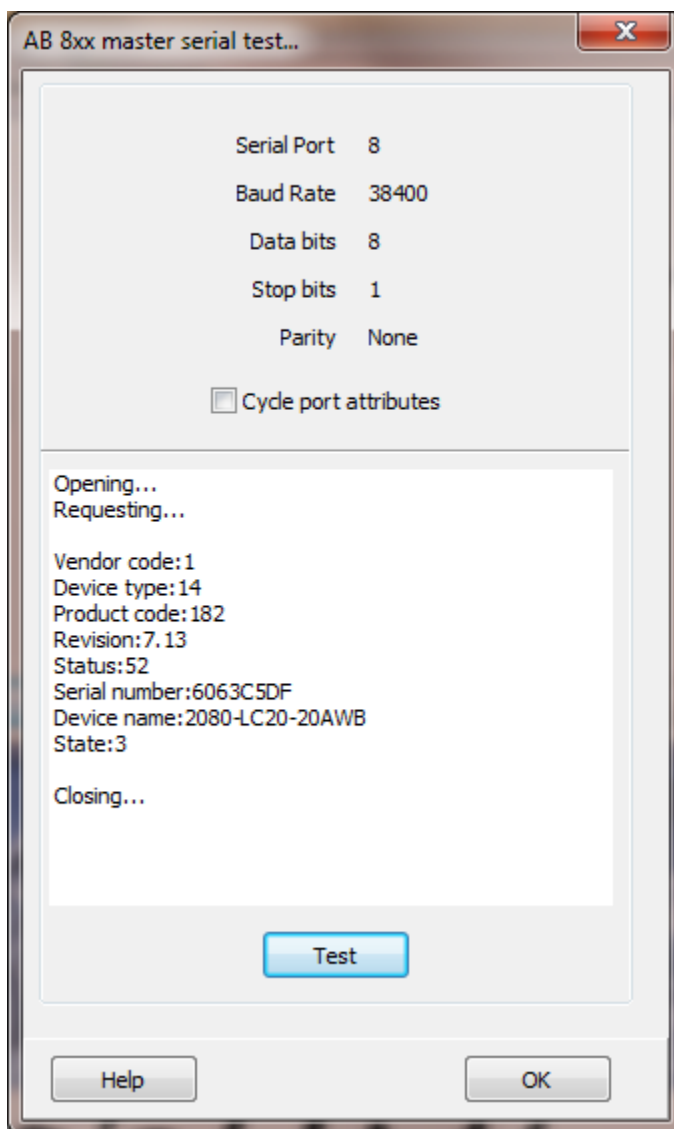 AB 8xx master serial test...
Serial Port 8
Baud Rate 38400
Data bits 8
Stop bits 1
Parity None
Cycle port attributes
Opening...
Requesting...
Vendor code:1
Device type:14
Product code:182
Revision:7.13
Status:52
Serial number:6063C5DF
Device name:2080-LC20-20AWB
State:3
Closing...
Test
Help OK